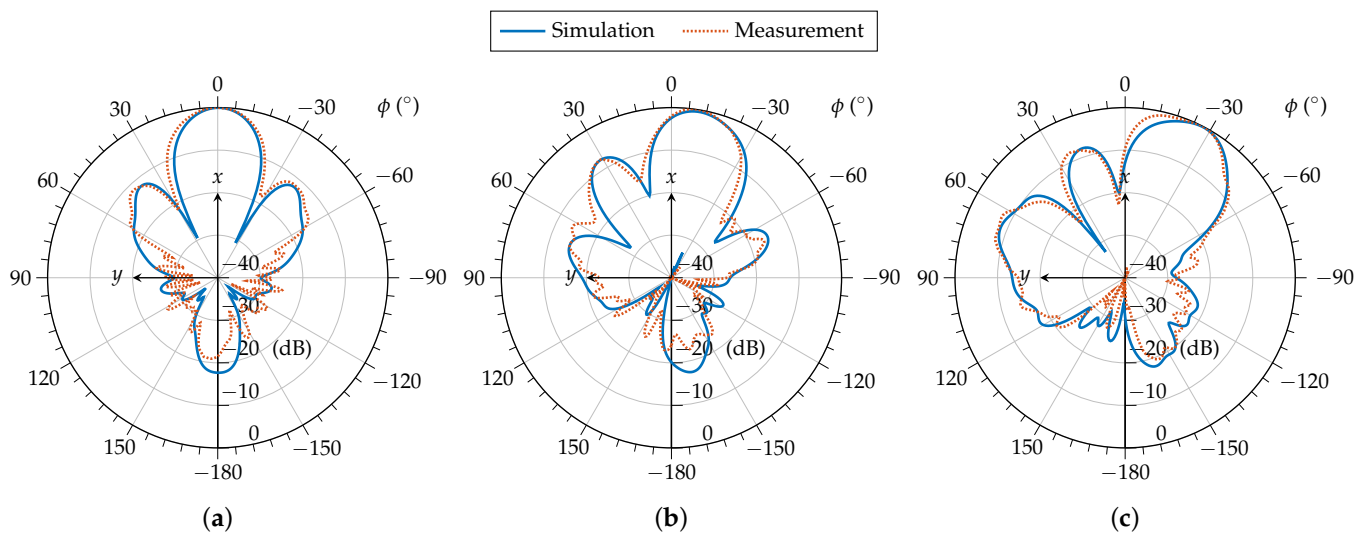 Simulation Measurement
0 0 0
30 −30 ϕ (°) 30 −30 ϕ (°) 30 −30 ϕ (°)
60 x −60 60 x −60 60 x −60
90 y −40 −90 90 y −40 −90 90 y −40 −90
−30 −30 −30
−20 (dB) −20 (dB) −20 (dB)
120 −10 −120 120 −10 −120 120 −10 −120
150 0 −150 150 0 −150 150 0 −150
−180 −180 −180
(a) (b) (c)